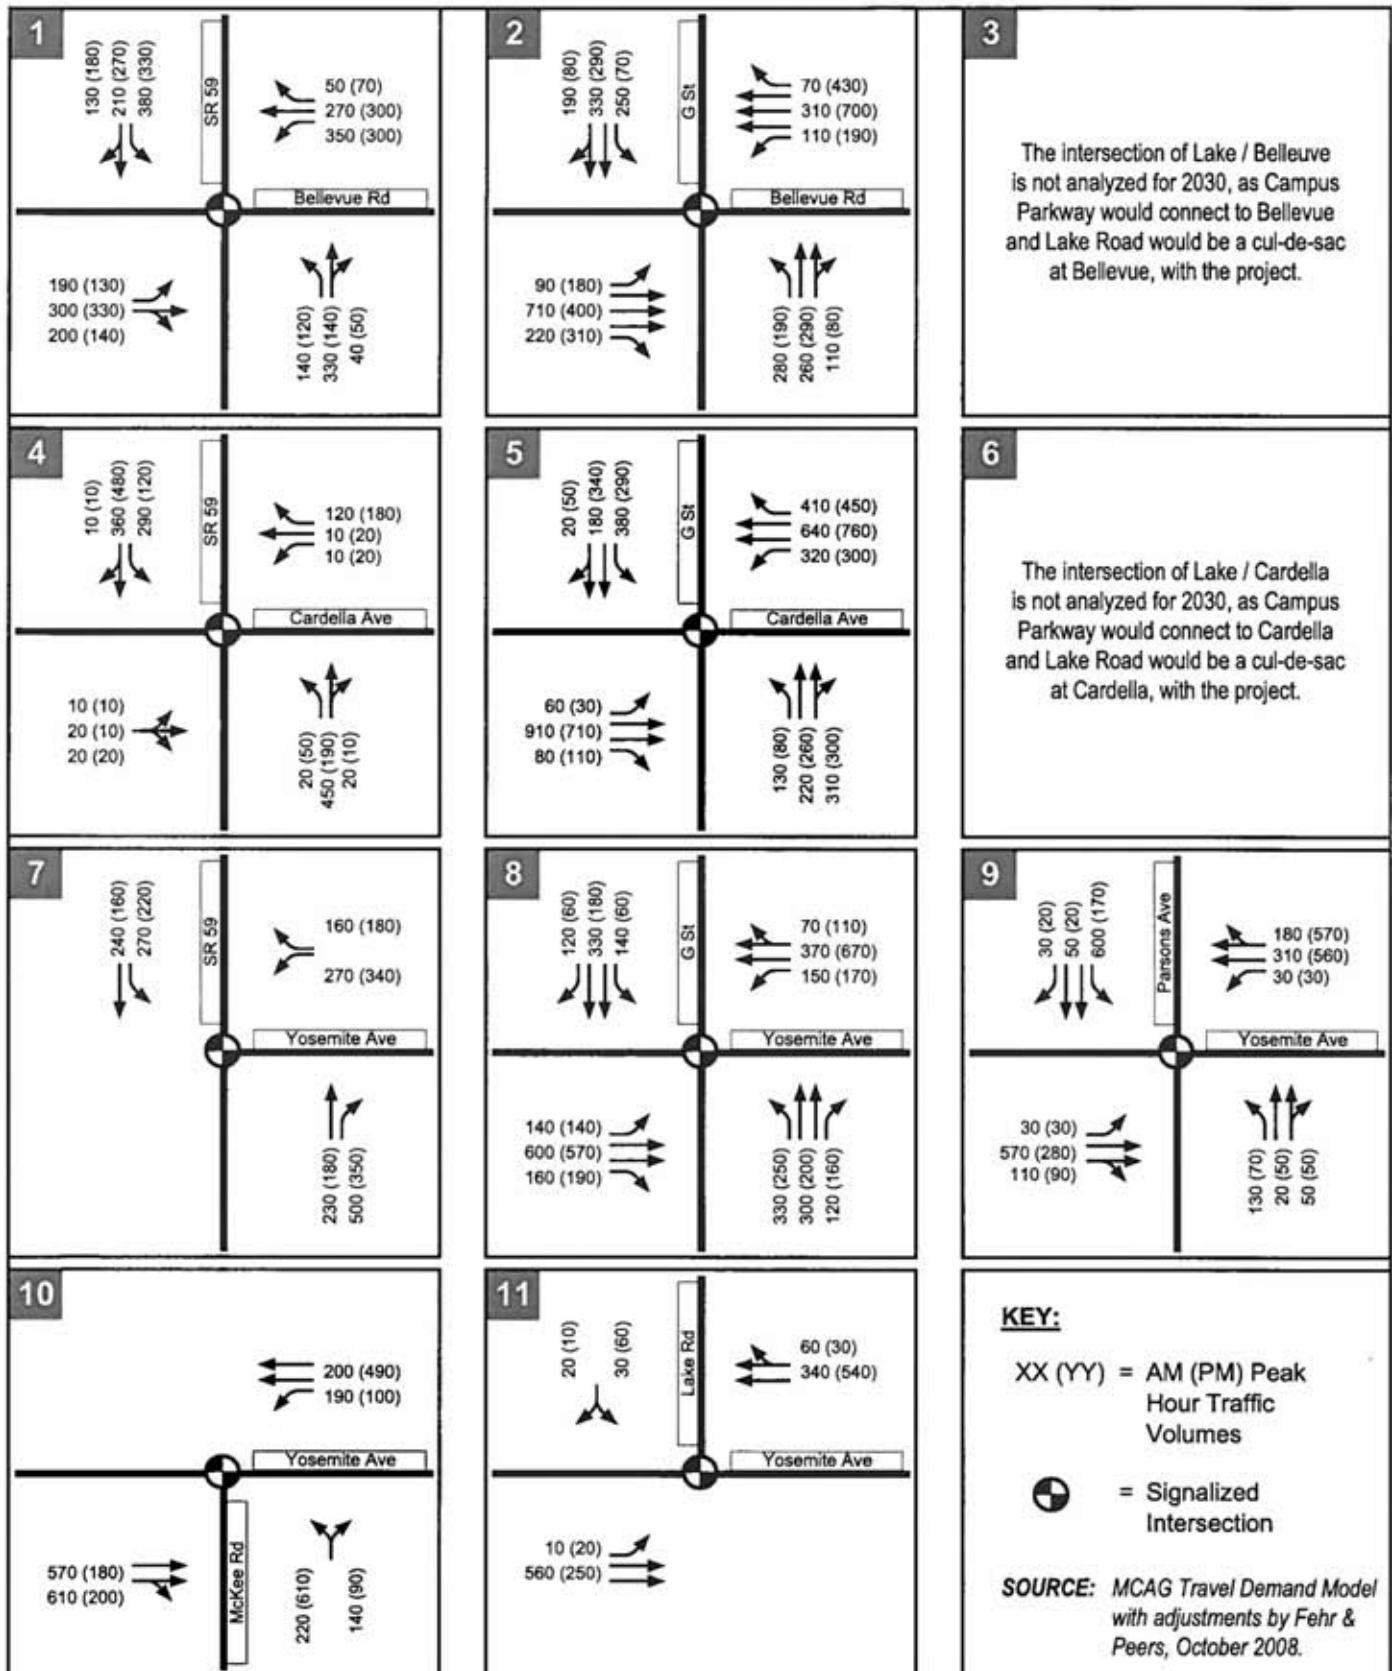 1
130 (180)
210 (270)
380 (330)
SR 59
50 (70)
270 (300)
350 (300)
Bellevue Rd
190 (130)
300 (330)
200 (140)
140 (120)
330 (140)
40 (50)
2
190 (80)
330 (290)
250 (70)
G St
70 (430)
310 (700)
110 (190)
Bellevue Rd
90 (180)
710 (400)
220 (310)
280 (190)
260 (290)
110 (80)
3
The intersection of Lake / Belleuve
is not analyzed for 2030, as Campus
Parkway would connect to Bellevue
and Lake Road would be a cul-de-sac
at Bellevue, with the project.
4
10 (10)
360 (480)
290 (120)
SR 59
120 (180)
10 (20)
10 (20)
Cardella Ave
10 (10)
20 (10)
20 (20)
20 (50)
450 (190)
20 (10)
5
20 (50)
180 (340)
380 (290)
G St
410 (450)
640 (760)
320 (300)
Cardella Ave
60 (30)
910 (710)
80 (110)
130 (80)
220 (260)
310 (300)
6
The intersection of Lake / Cardella
is not analyzed for 2030, as Campus
Parkway would connect to Cardella
and Lake Road would be a cul-de-sac
at Cardella, with the project.
7
240 (160)
270 (220)
SR 59
160 (180)
270 (340)
Yosemite Ave
230 (180)
500 (350)
8
120 (60)
330 (180)
140 (60)
G St
70 (110)
370 (670)
150 (170)
Yosemite Ave
140 (140)
600 (570)
160 (190)
330 (250)
300 (200)
120 (160)
9
30 (20)
50 (20)
600 (170)
Parsons Ave
180 (570)
310 (560)
30 (30)
Yosemite Ave
30 (30)
570 (280)
110 (90)
130 (70)
20 (50)
50 (50)
10
200 (490)
190 (100)
Yosemite Ave
570 (180)
610 (200)
McKee Rd
220 (610)
140 (90)
11
20 (10)
30 (60)
Lake Rd
60 (30)
340 (540)
Yosemite Ave
10 (20)
560 (250)
KEY:
XX (YY) = AM (PM) Peak
Hour Traffic
Volumes
= Signalized
Intersection
SOURCE: MCAG Travel Demand Model
with adjustments by Fehr &
Peers, October 2008.